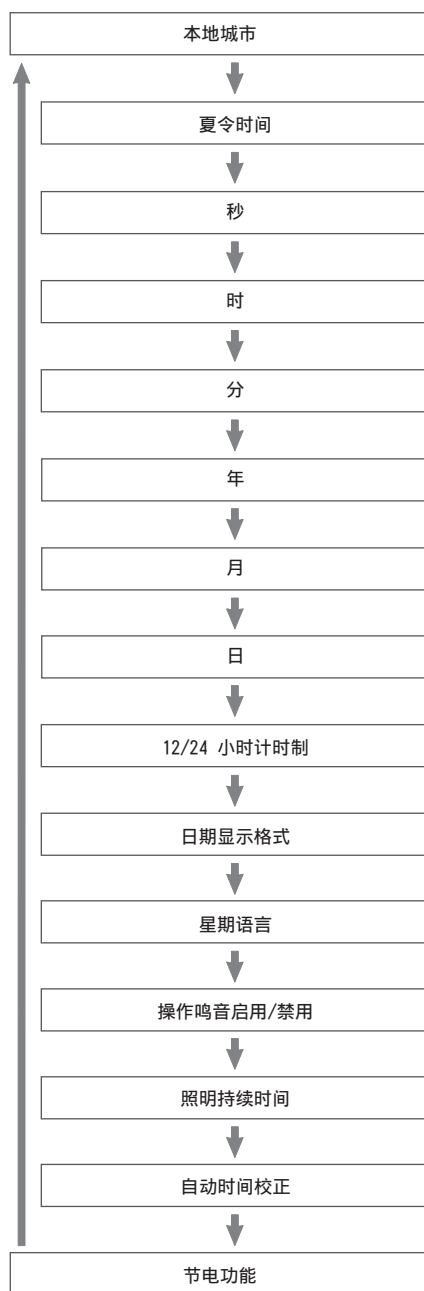 本地城市
夏令时间
秒
时
分
年
月
日
12/24 小时计时制
日期显示格式
星期语言
操作鸣音启用/禁用
照明持续时间
自动时间校正
节电功能